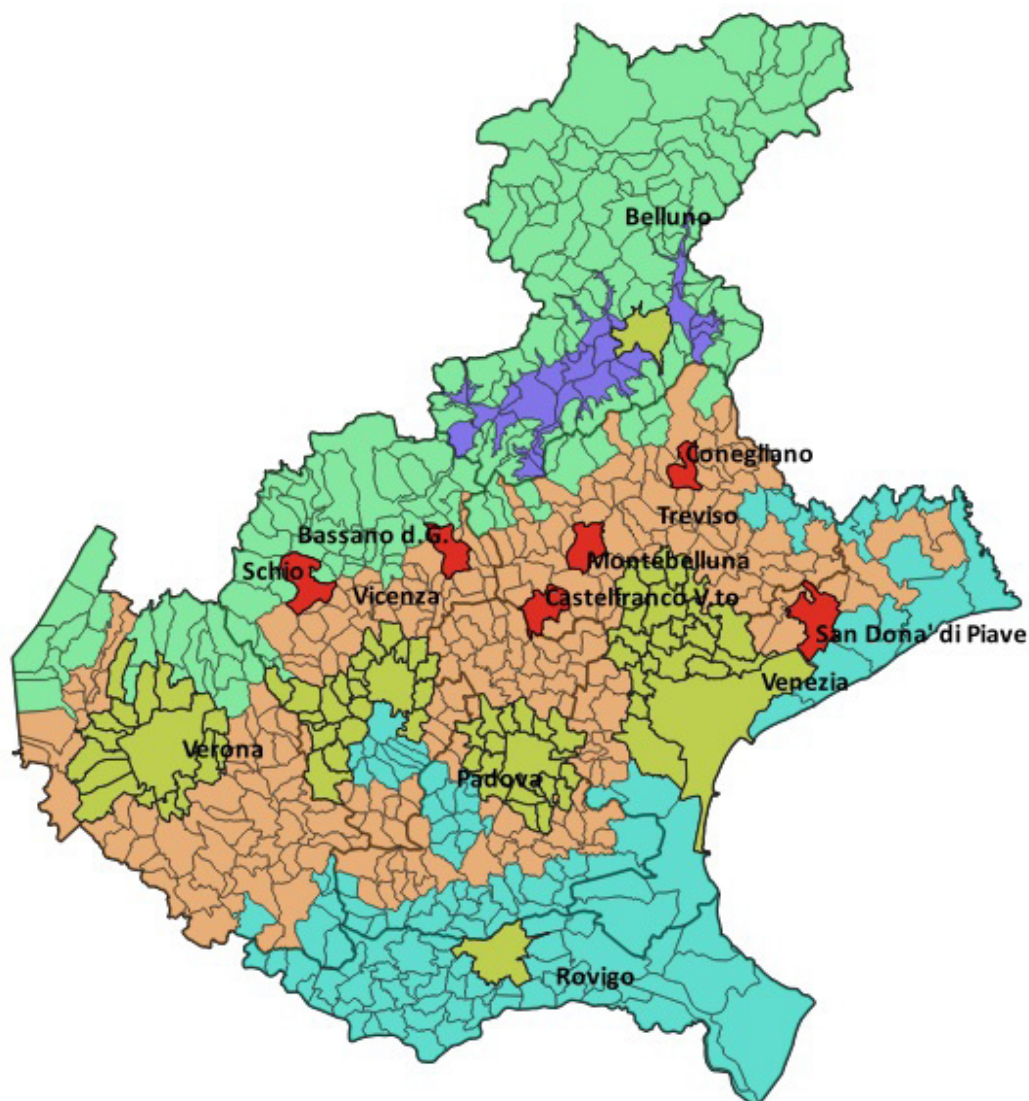 Belluno
Conegliano
Treviso
Bassano d.G.
Montebelluna
Schio
Vicenza
Castelfranco V.to
San Dona' di Piave
Venezia
Verona
Padova
Rovigo